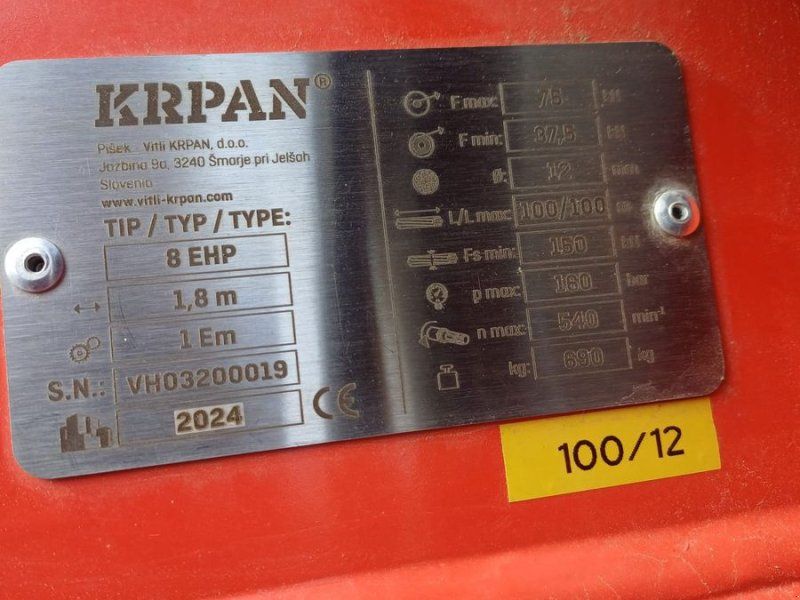 KRPAN®
Pišek - Vitli KRPAN, d.o.o.
Jazbina 9a, 3240 Šmarje pri Jelšah
Slovenia
www.vitli-krpan.com
TIP / TYP / TYPE:
8 EHP
1,8 m
1 Em
S.N.: VH03200019
2024
CE
F max: 75 kN
F min: 37,5 kN
Ø: 12 mm
L/L max: 100/100 m
Fs min: 150 kN
p max: 180 bar
n max: 540 min-¹
kg: 690 kg
100/12